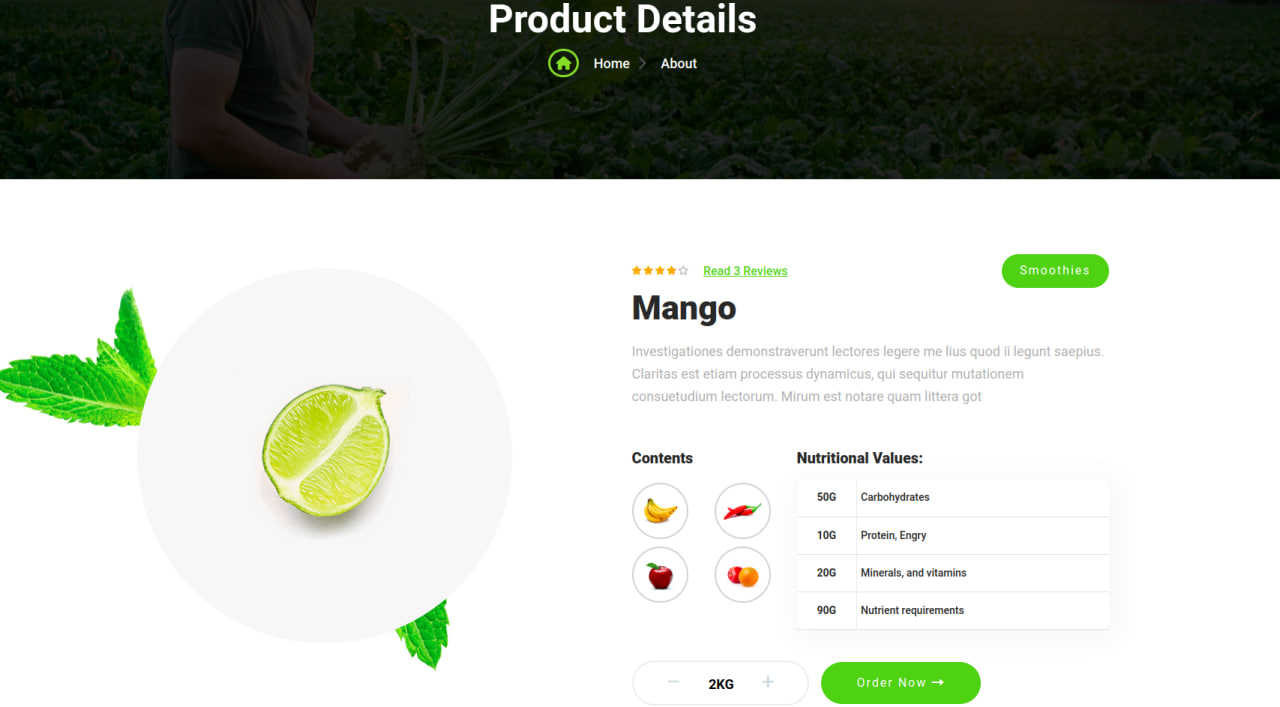 Product Details
Home
About
Read 3 Reviews
Smoothies
Mango
Investigationes demonstraverunt lectores legere me lius quod ii legunt saepius.
Claritas est etiam processus dynamicus, qui sequitur mutationem
consuetudium lectorum. Mirum est notare quam littera got
Contents
Nutritional Values:
50G Carbohydrates
10G Protein, Engry
20G Minerals, and vitamins
90G Nutrient requirements
2KG
Order Now